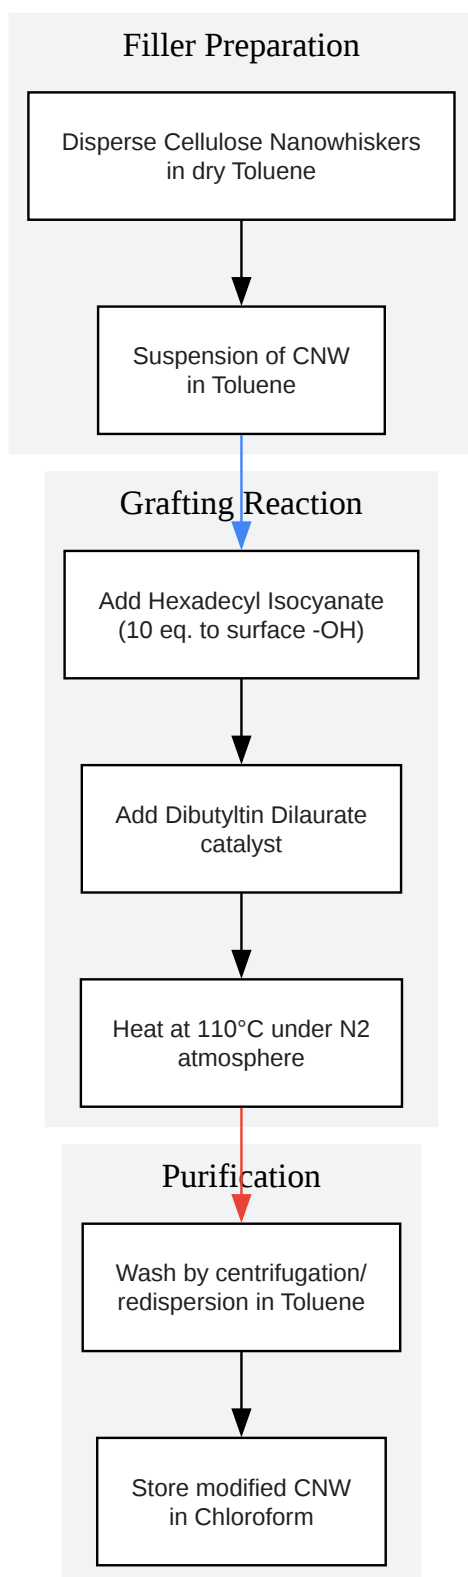 Filler Preparation
Disperse Cellulose Nanowhiskers
in dry Toluene
Suspension of CNW
in Toluene
Grafting Reaction
Add Hexadecyl Isocyanate
(10 eq. to surface -OH)
Add Dibutyltin Dilaurate
catalyst
Heat at 110°C under N2
atmosphere
Purification
Wash by centrifugation/
redispersion in Toluene
Store modified CNW
in Chloroform